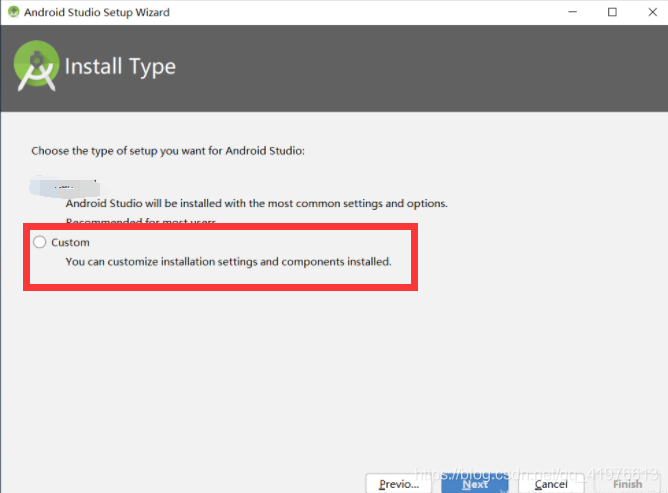 Android Studio Setup Wizard
Install Type
Choose the type of setup you want for Android Studio:
Android Studio will be installed with the most common settings and options.
Recommended for most users.
Custom
You can customize installation settings and components installed.
https://blog.csdn.net/qq_41976613
Previo... Next Cancel Finish